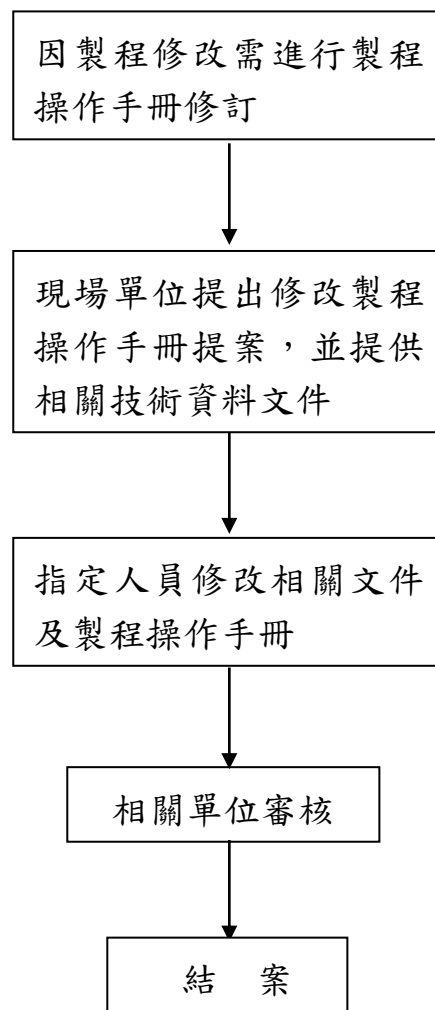 因製程修改需進行製程
操作手冊修訂
現場單位提出修改製程
操作手冊提案，並提供
相關技術資料文件
指定人員修改相關文件
及製程操作手冊
相關單位審核
結　案